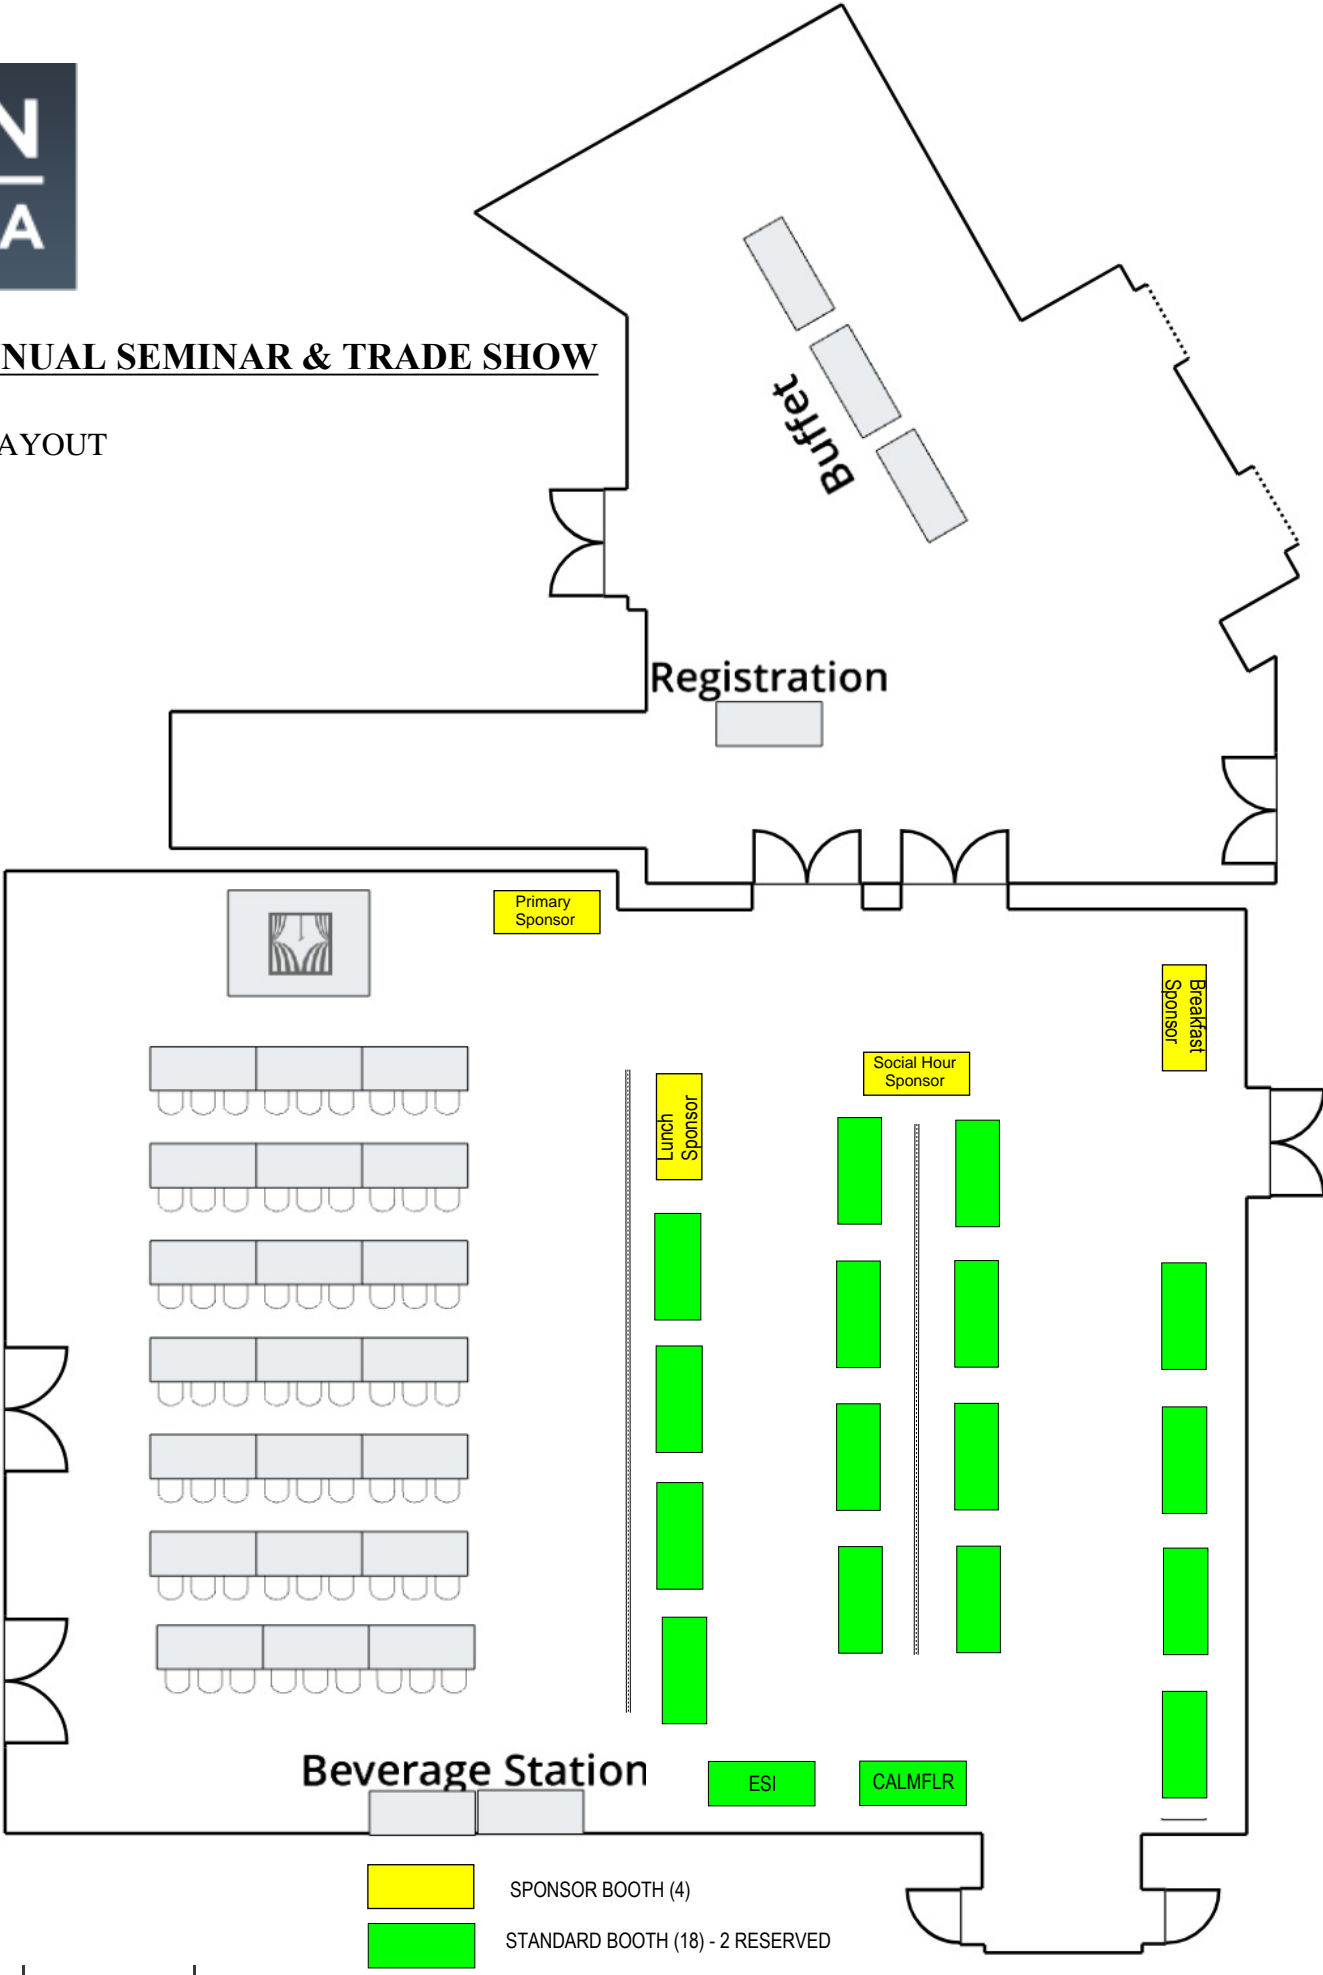 N
A
NUAL SEMINAR & TRADE SHOW
AYOUT
Buffet
Registration
Primary
Sponsor
Breakfast
Sponsor
Social Hour
Sponsor
Lunch
Sponsor
Beverage Station
ESI
CALMFLR
SPONSOR BOOTH (4)
STANDARD BOOTH (18) - 2 RESERVED